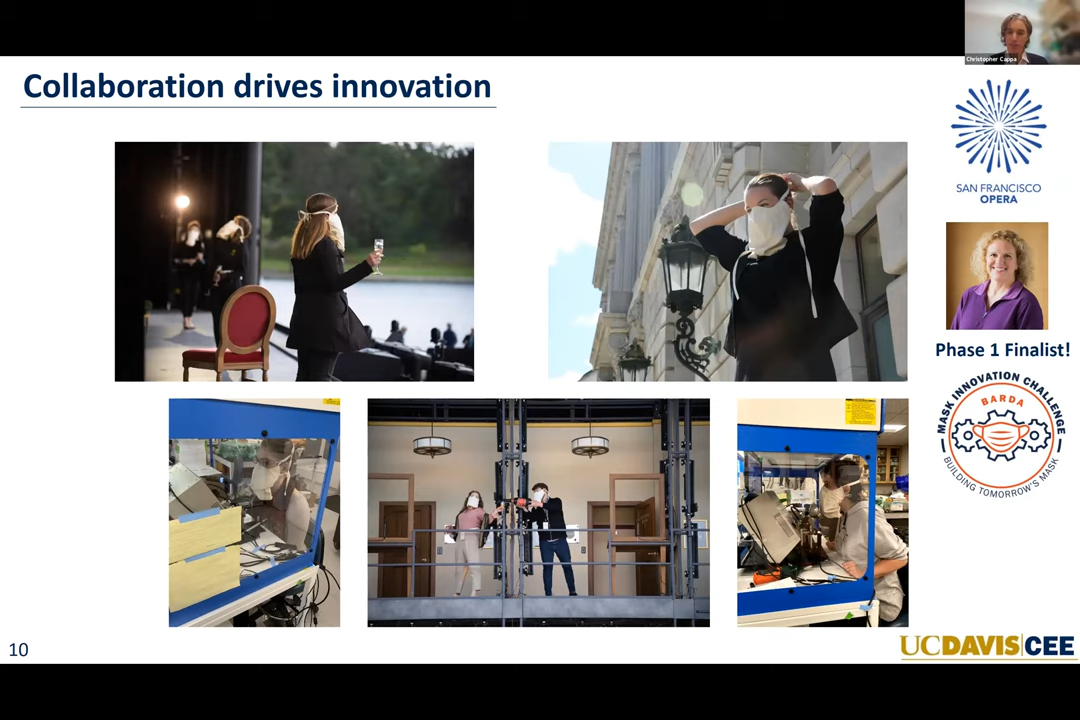 Christopher Cappa
Collaboration drives innovation
SAN FRANCISCO
OPERA
Phase 1 Finalist!
MASK INNOVATION CHALLENGE
BARDA
BUILDING TOMORROW'S MASK
10
UCDAVIS|CEE